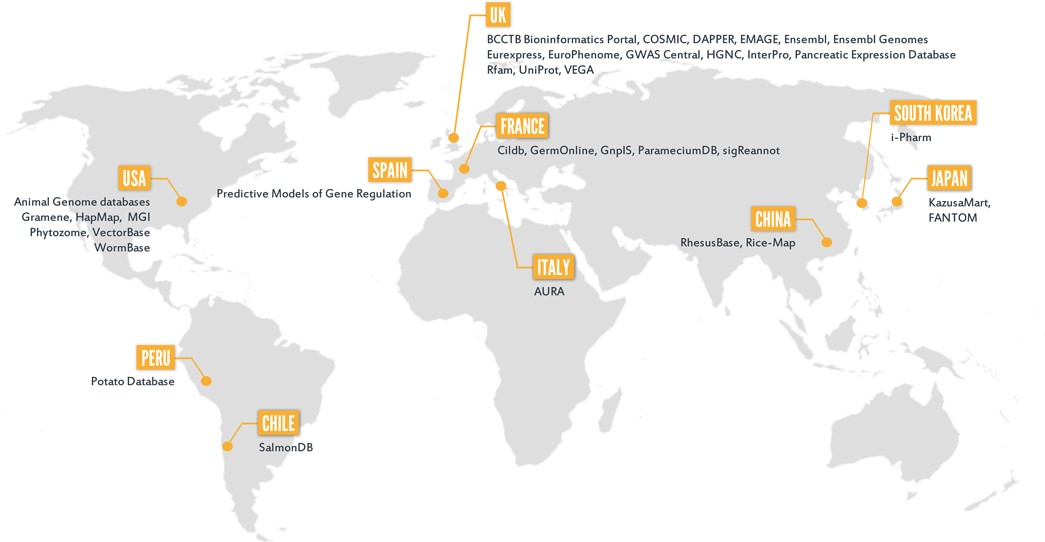 UK
BCCTB Bioninformatics Portal, COSMIC, DAPPER, EMAGE, Ensembl, Ensembl Genomes
Eurexpress, EuroPhenome, GWAS Central, HGNC, InterPro, Pancreatic Expression Database
Rfam, UniProt, VEGA
FRANCE
Cildb, GermOnline, GnpIS, ParameciumDB, sigReannot
SOUTH KOREA
i-Pharm
SPAIN
Predictive Models of Gene Regulation
USA
Animal Genome databases
Gramene, HapMap, MGI
Phytozome, VectorBase
WormBase
JAPAN
KazusaMart,
FANTOM
CHINA
RhesusBase, Rice-Map
ITALY
AURA
PERU
Potato Database
CHILE
SalmonDB